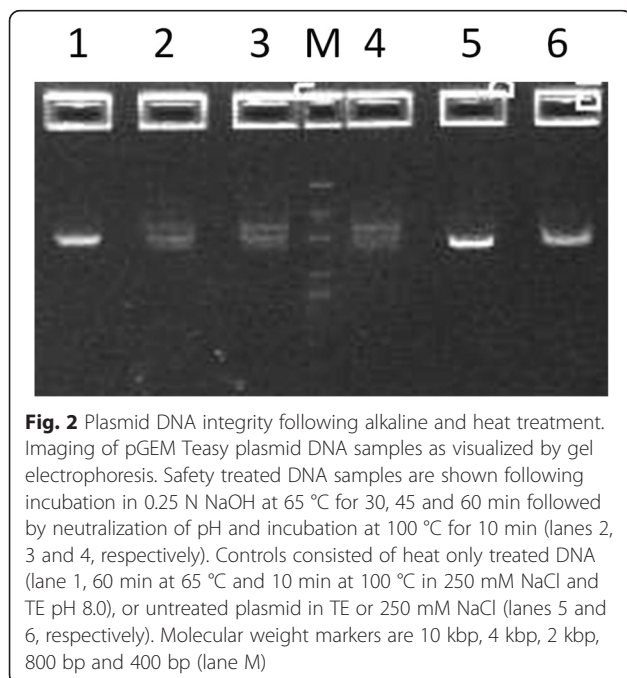 1 2 3 M 4 5 6
Fig. 2 Plasmid DNA integrity following alkaline and heat treatment.
Imaging of pGEM Teasy plasmid DNA samples as visualized by gel
electrophoresis. Safety treated DNA samples are shown following
incubation in 0.25 N NaOH at 65 °C for 30, 45 and 60 min followed
by neutralization of pH and incubation at 100 °C for 10 min (lanes 2,
3 and 4, respectively). Controls consisted of heat only treated DNA
(lane 1, 60 min at 65 °C and 10 min at 100 °C in 250 mM NaCl and
TE pH 8.0), or untreated plasmid in TE or 250 mM NaCl (lanes 5 and
6, respectively). Molecular weight markers are 10 kbp, 4 kbp, 2 kbp,
800 bp and 400 bp (lane M)